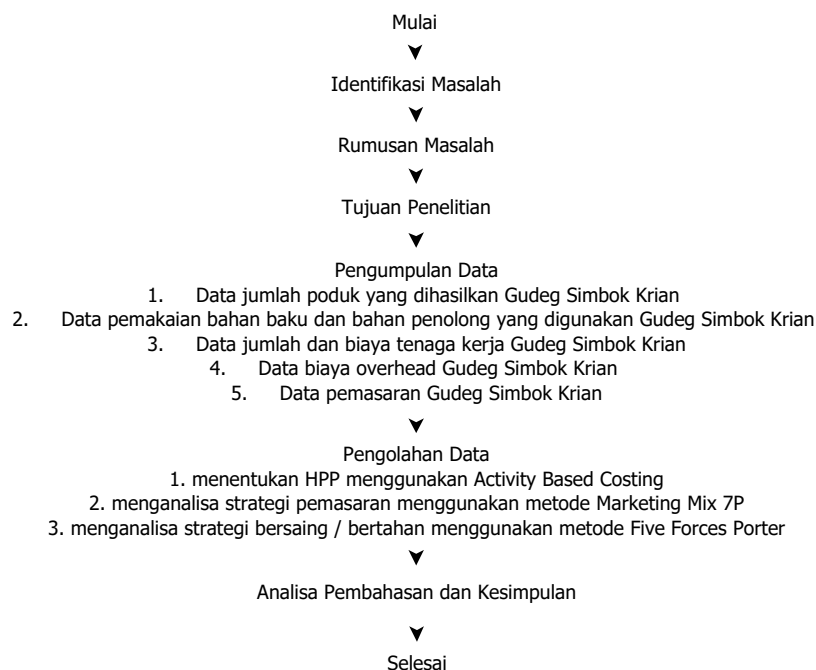 Mulai
Identifikasi Masalah
Rumusan Masalah
Tujuan Penelitian
Pengumpulan Data
1. Data jumlah poduk yang dihasilkan Gudeg Simbok Krian
2. Data pemakaian bahan baku dan bahan penolong yang digunakan Gudeg Simbok Krian
3. Data jumlah dan biaya tenaga kerja Gudeg Simbok Krian
4. Data biaya overhead Gudeg Simbok Krian
5. Data pemasaran Gudeg Simbok Krian
Pengolahan Data
1. menentukan HPP menggunakan Activity Based Costing
2. menganalisa strategi pemasaran menggunakan metode Marketing Mix 7P
3. menganalisa strategi bersaing / bertahan menggunakan metode Five Forces Porter
Analisa Pembahasan dan Kesimpulan
Selesai